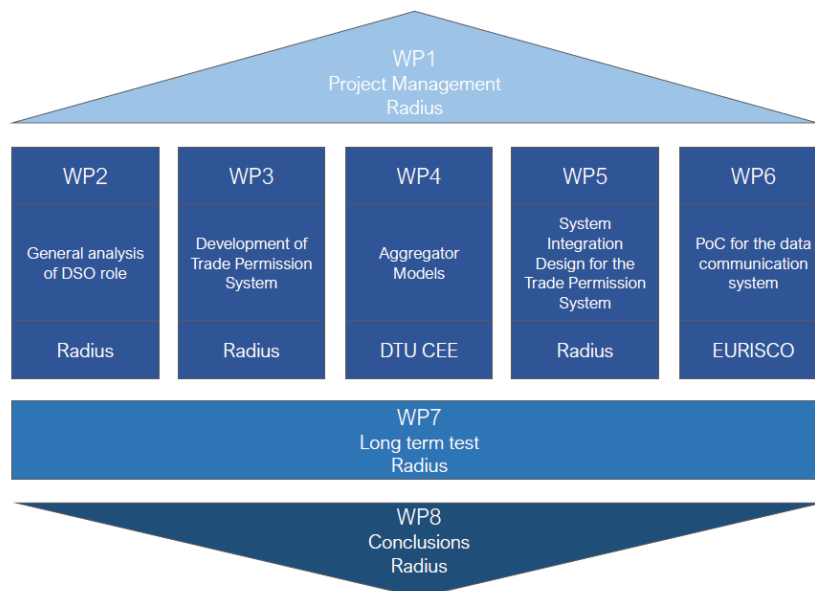 WP1
Project Management
Radius
WP2
General analysis
of DSO role
Radius
WP3
Development of
Trade Permission
System
Radius
WP4
Aggregator
Models
DTU CEE
WP5
System
Integration
Design for the
Trade Permission
System
Radius
WP6
PoC for the data
communication
system
EURISCO
WP7
Long term test
Radius
WP8
Conclusions
Radius